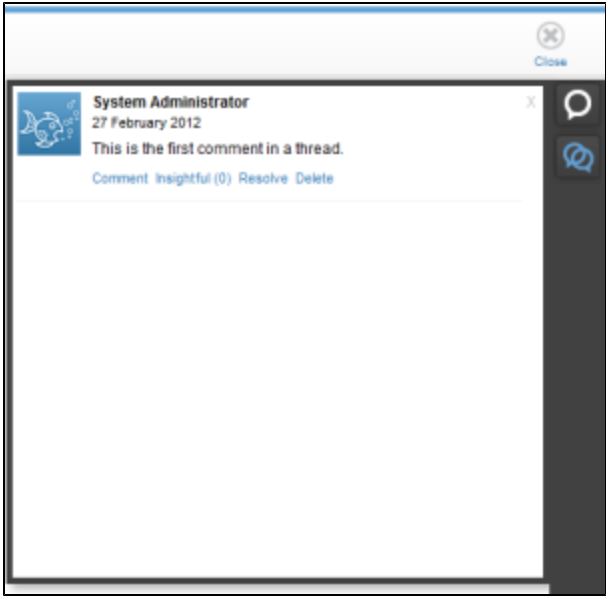 Close
System Administrator
X
27 February 2012
This is the first comment in a thread.
Comment Insightful (0) Resolve Delete